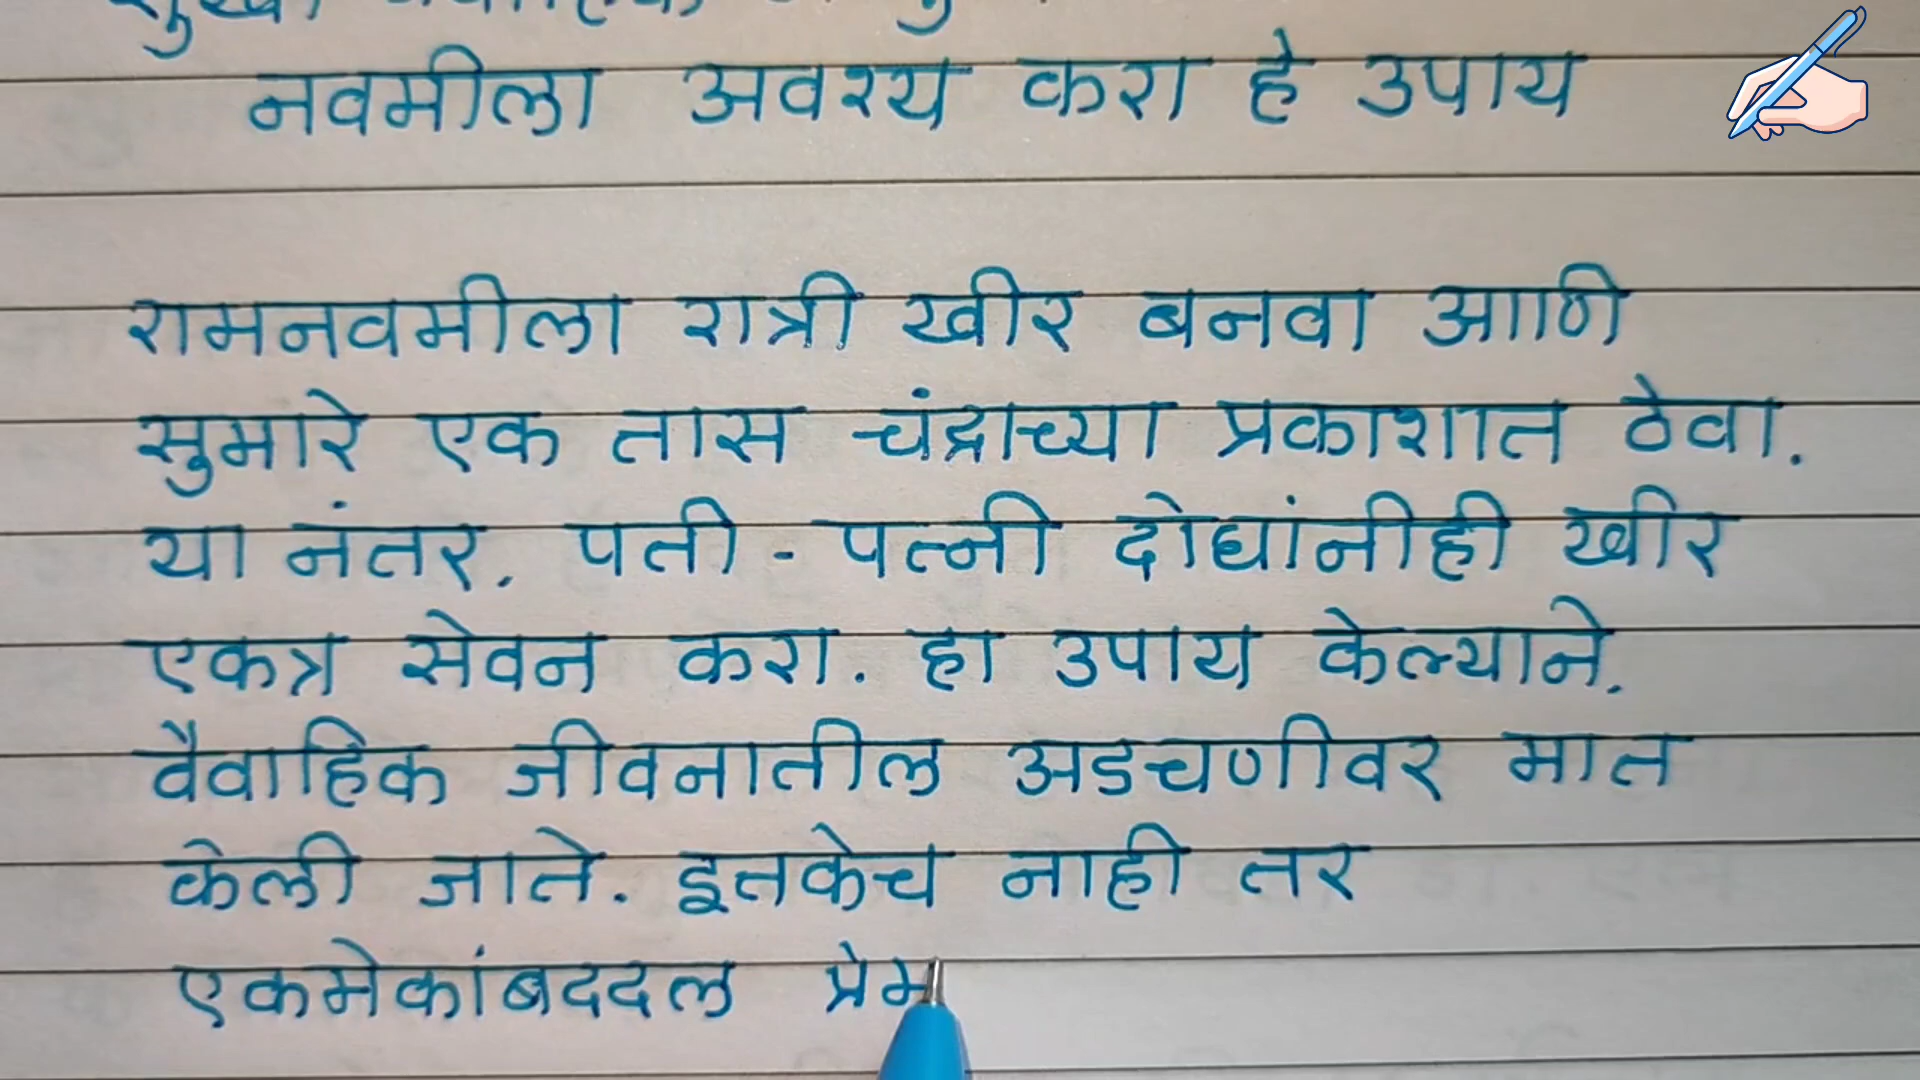 नवमीला अवश्य करा हे उपाय
रामनवमीला रात्री खीर बनवा आणि
सुमारे एक तास चंद्राच्या प्रकाशात ठेवा.
या नंतर, पती - पत्नी दोघांनीही खीर
एकत्र सेवन करा. हा उपाय केल्याने,
वैवाहिक जीवनातील अडचणीवर मात
केली जाते. इतकेच नाही तर
एकमेकांबददल प्रेम